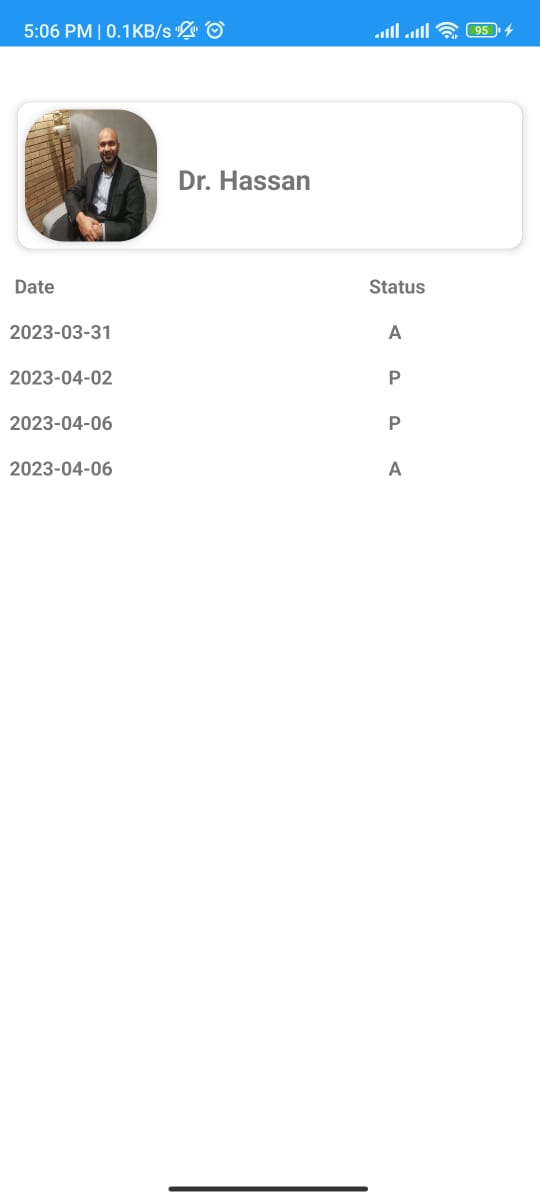 5:06 PM | 0.1KB/s 95
Dr. Hassan
Date Status
2023-03-31 A
2023-04-02 P
2023-04-06 P
2023-04-06 A